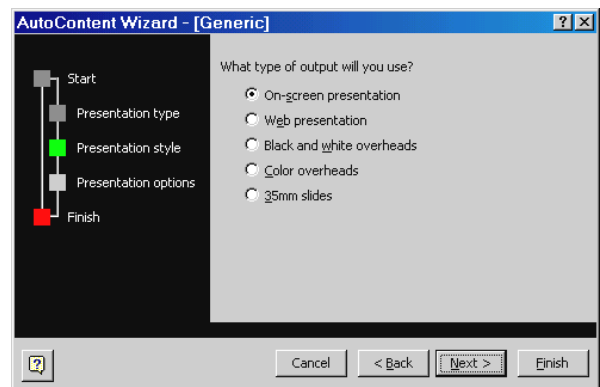 AutoContent Wizard - [Generic]
Start
Presentation type
Presentation style
Presentation options
Finish
What type of output will you use?
On-screen presentation
Web presentation
Black and white overheads
Color overheads
35mm slides
? Cancel < Back Next > Finish